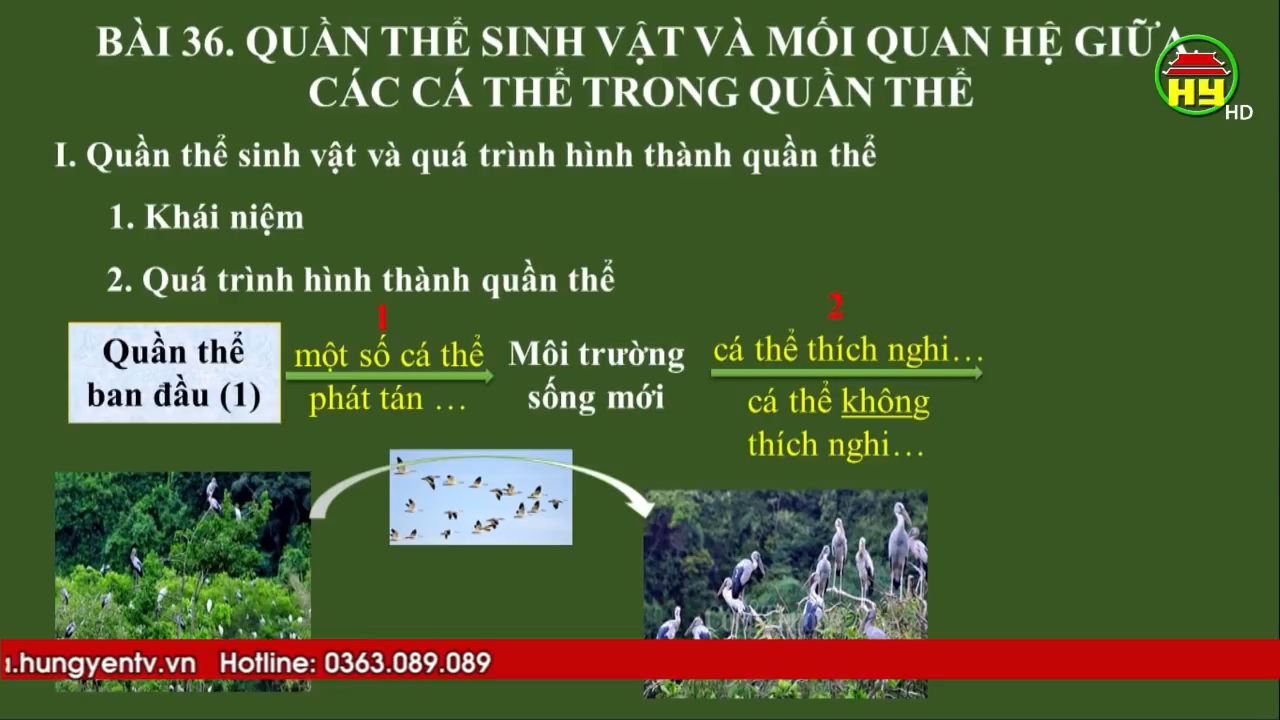 BÀI 36. QUẦN THỂ SINH VẬT VÀ MỐI QUAN HỆ GIỮA
CÁC CÁ THỂ TRONG QUẦN THỂ
HY
HD
I. Quần thể sinh vật và quá trình hình thành quần thể
1. Khái niệm
2. Quá trình hình thành quần thể
1
2
Quần thể
ban đầu (1)
một số cá thể
phát tán …
Môi trường
sống mới
cá thể thích nghi…
cá thể không
thích nghi…
.hungyentv.vn Hotline: 0363.089.089